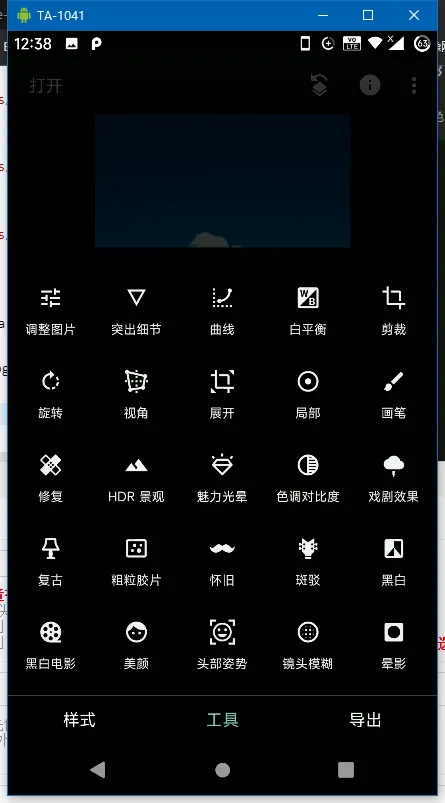 TA-1041
12:38
VO LTE
63
打开
调整图片 突出细节 曲线 白平衡 剪裁
旋转 视角 展开 局部 画笔
修复 HDR 景观 魅力光晕 色调对比度 戏剧效果
复古 粗粒胶片 怀旧 斑驳 黑白
黑白电影 美颜 头部姿势 镜头模糊 晕影
样式 工具 导出